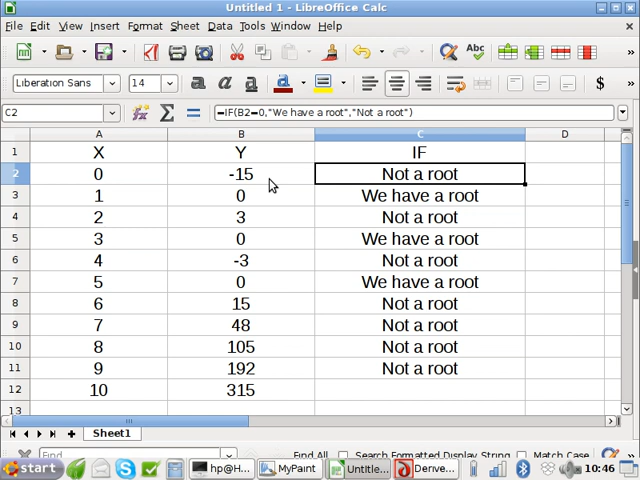 Untitled 1 - LibreOffice Calc
File Edit View Insert Format Sheet Data Tools Window Help
Abc
Liberation Sans 14 a a a a $
C2 =IF(B2=0,"We have a root","Not a root")
A B C D
1 X Y IF
2 0 -15 Not a root
3 1 0 We have a root
4 2 3 Not a root
5 3 0 We have a root
6 4 -3 Not a root
7 5 0 We have a root
8 6 15 Not a root
9 7 48 Not a root
10 8 105 Not a root
11 9 192 Not a root
12 10 315
13
Sheet1
Find Find All Search Formatted Display String Match Case
start hp@H... MyPaint Untitle... Derive... 10:46